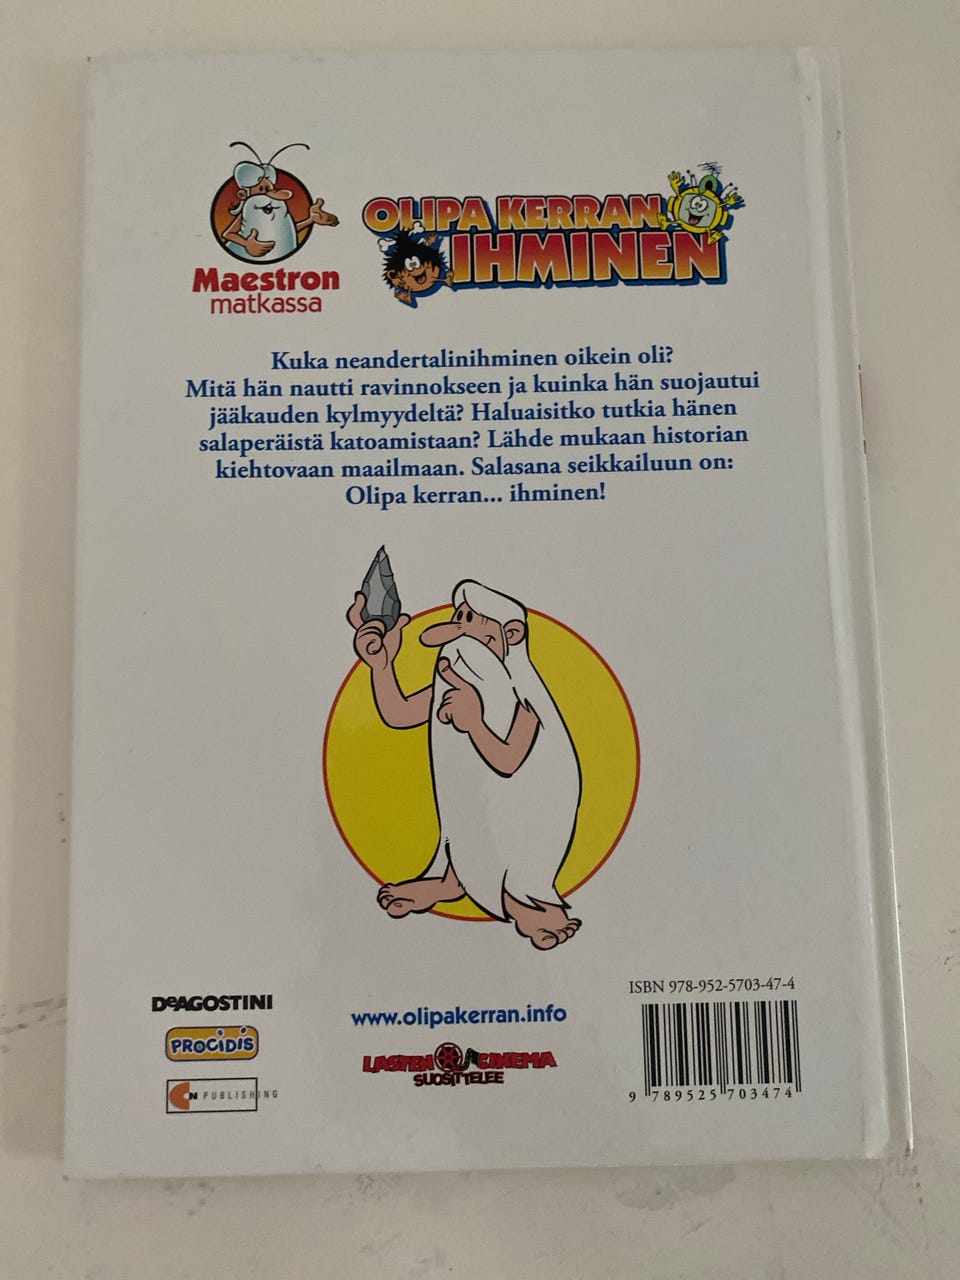 OLIPA KERRAN
IHMINEN
Maestron
matkassa
Kuka neandertalinihminen oikein oli?
Mitä hän nautti ravinnokseen ja kuinka hän suojautui
jääkauden kylmyydeltä? Haluaisitko tutkia hänen
salaperäistä katoamistaan? Lähde mukaan historian
kiehtovaan maailmaan. Salasana seikkailuun on:
Olipa kerran... ihminen!
ISBN 978-952-5703-47-4
DeAGOSTINI
www.olipakerran.info
PROCIDIS
LASTEN CINEMA
SUOSITTELEE
CN PUBLISHING
9 789525 703474